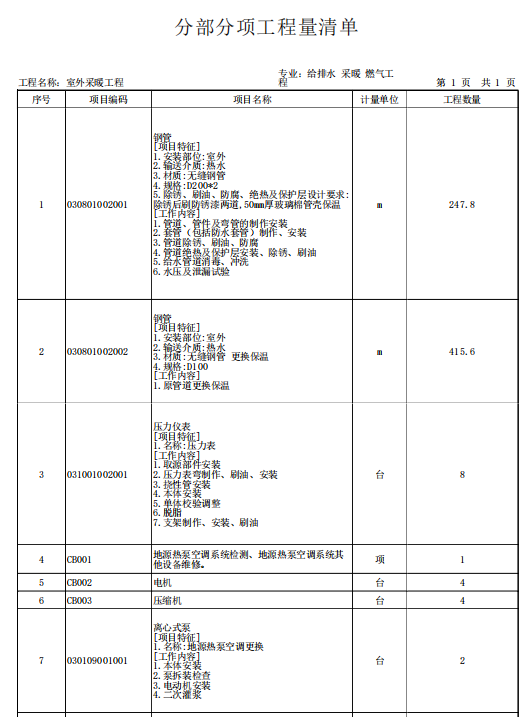 分部分项工程量清单
专业：给排水 采暖 燃气工
程
工程名称：室外采暖工程
第 1 页 共 1 页
序号 项目编码 项目名称 计量单位 工程数量
1 030801002001 m 247.8
钢管
[项目特征]
1.安装部位:室外
2.输送介质:热水
3.材质:无缝钢管
4.规格:D200*2
5.除锈、刷油、防腐、绝热及保护层设计要求:
除锈后刷防锈漆两道,50mm厚玻璃棉管壳保温
[工作内容]
1.管道、管件及弯管的制作安装
2.套管（包括防水套管）制作、安装
3.管道除锈、刷油、防腐
4.管道绝热及保护层安装、除锈、刷油
5.给水管道消毒、冲洗
6.水压及泄漏试验
2 030801002002 m 415.6
钢管
[项目特征]
1.安装部位:室外
2.输送介质:热水
3.材质:无缝钢管 更换保温
4.规格:D100
[工作内容]
1.原管道更换保温
3 031001002001 台 8
压力仪表
[项目特征]
1.名称:压力表
[工作内容]
1.取源部件安装
2.压力表弯制作、刷油、安装
3.挠性管安装
4.本体安装
5.单体校验调整
6.脱脂
7.支架制作、安装、刷油
4 CB001 项 1
地源热泵空调系统检测、地源热泵空调系统其
他设备维修。
5 CB002 电机 台 4
6 CB003 压缩机 台 4
7 030109001001 台 2
离心式泵
[项目特征]
1.名称:地源热泵空调更换
[工作内容]
1.本体安装
2.泵拆装检查
3.电动机安装
4.二次灌浆